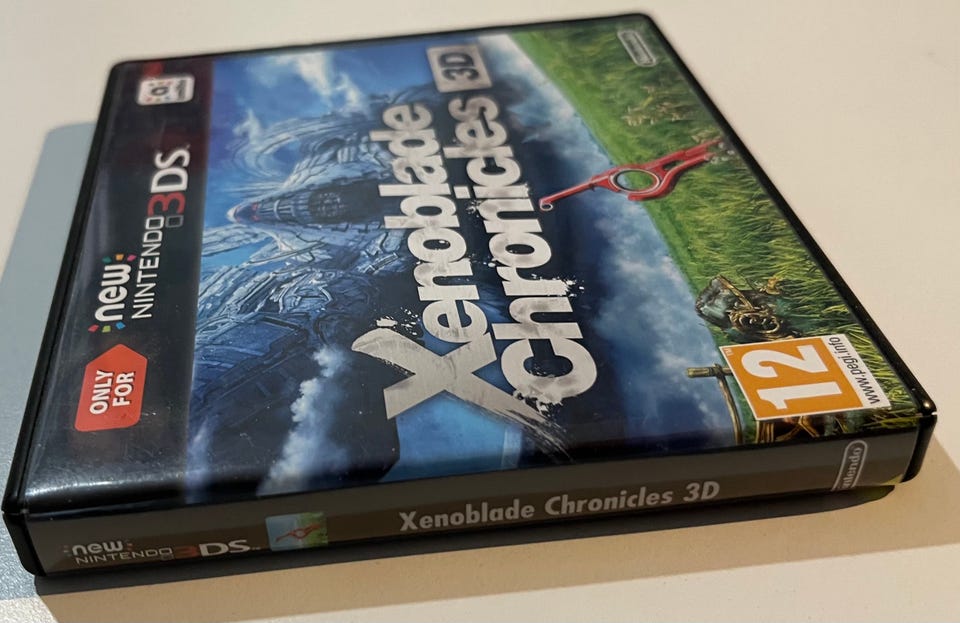 ONLY
FOR
new
NINTENDO 3DS
Xenoblade
Chronicles
3D
Nintendo
12
www.pegi.info
new
NINTENDO 3DS™
Xenoblade Chronicles 3D
Nintendo